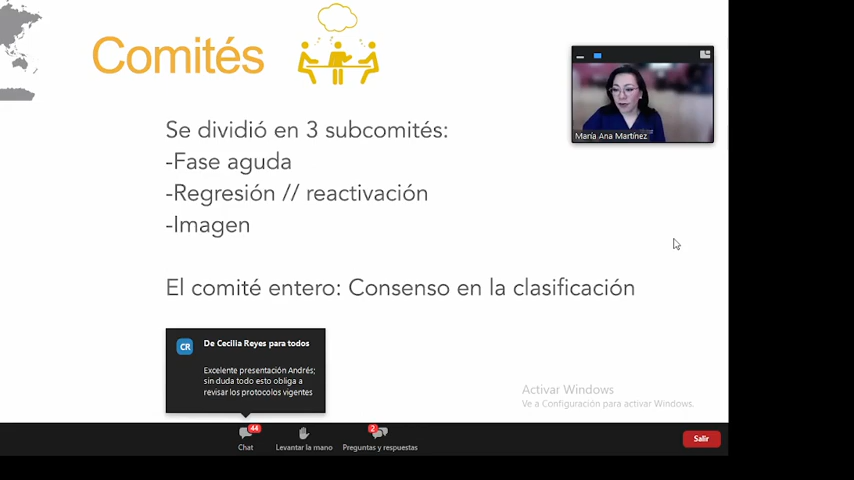 Comités
María Ana Martínez
Se dividió en 3 subcomités:
-Fase aguda
-Regresión // reactivación
-Imagen
El comité entero: Consenso en la clasificación
CR
De Cecilia Reyes para todos
Excelente presentación Andrés;
sin duda todo esto obliga a
revisar los protocolos vigentes
Activar Windows
Ve a Configuración para activar Windows.
44
Chat
Levantar la mano
2
Preguntas y respuestas
Salir